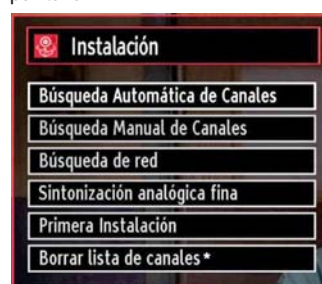 Instalación
Búsqueda Automática de Canales
Búsqueda Manual de Canales
Búsqueda de red
Sintonización analógica fina
Primera Instalación
Borrar lista de canales*